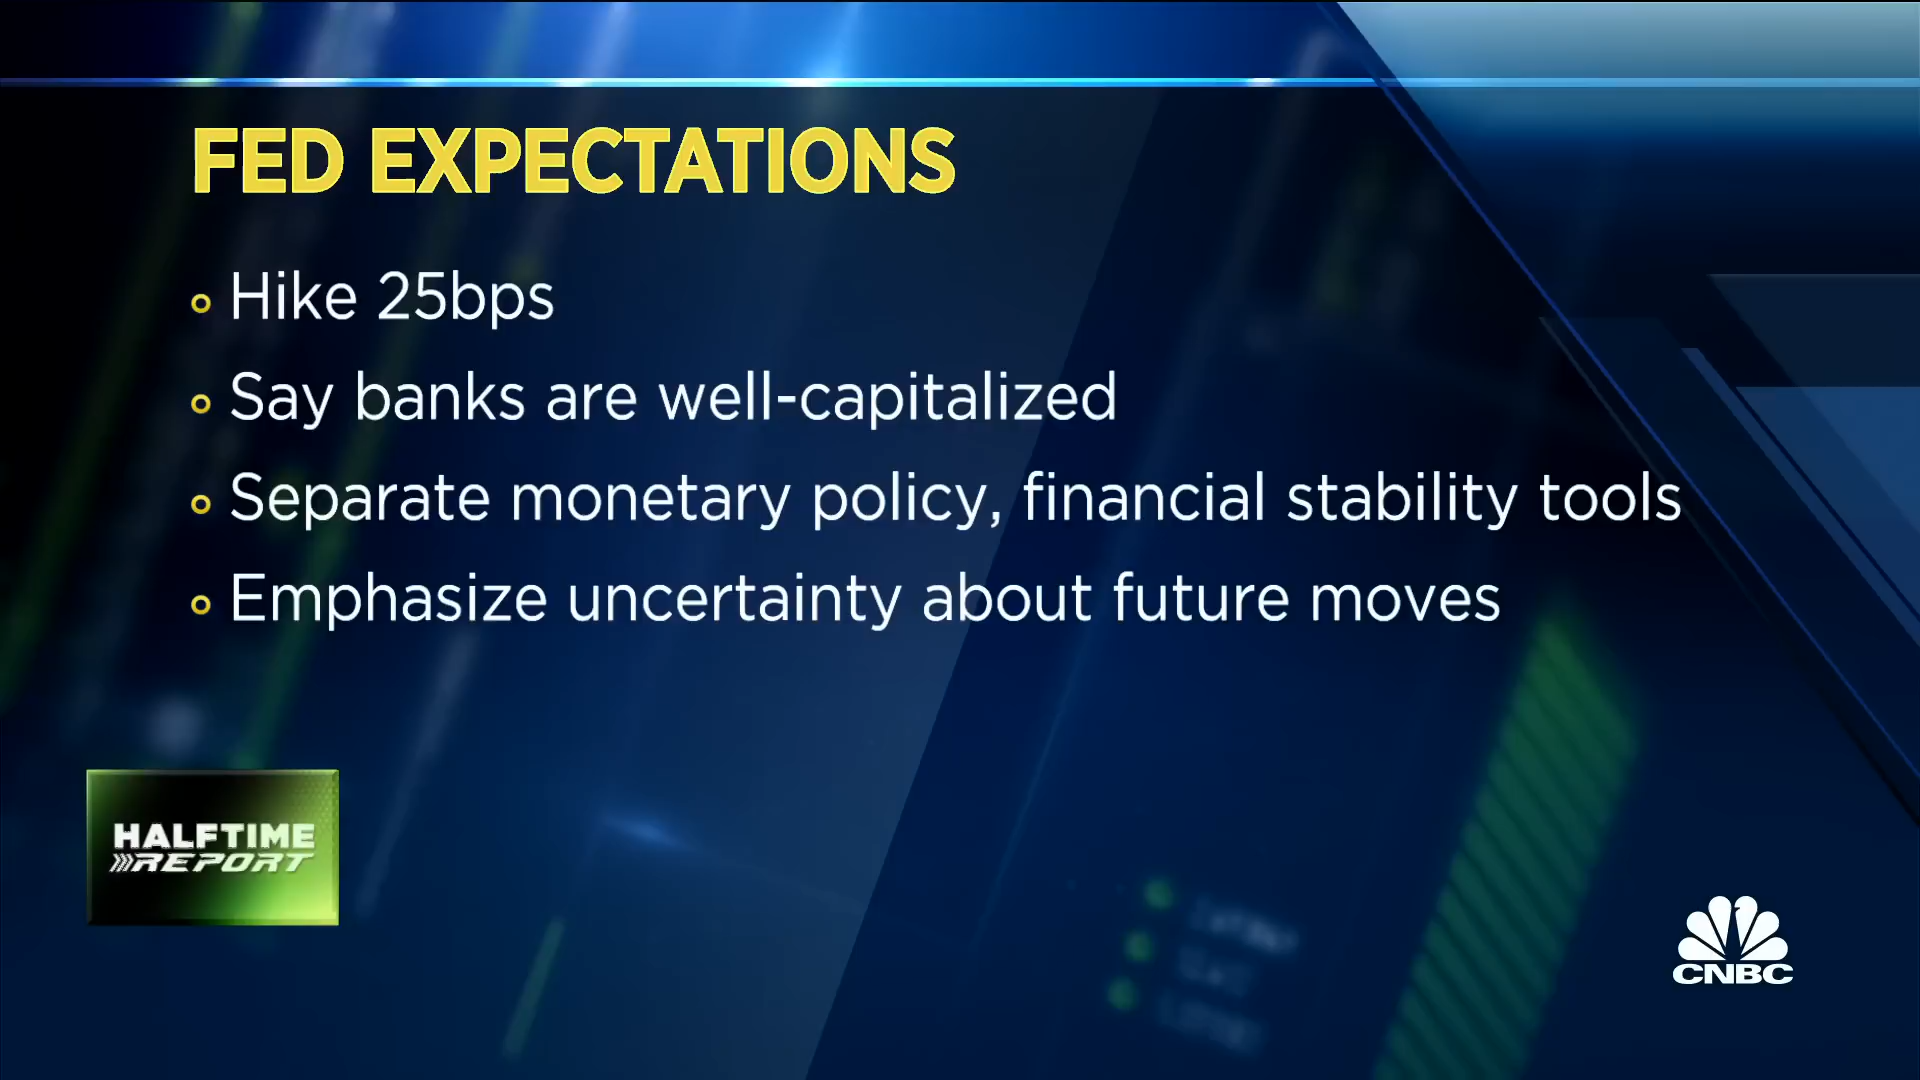 FED EXPECTATIONS
Hike 25bps
Say banks are well-capitalized
Separate monetary policy, financial stability tools
Emphasize uncertainty about future moves
HALFTIME
REPORT
CNBC